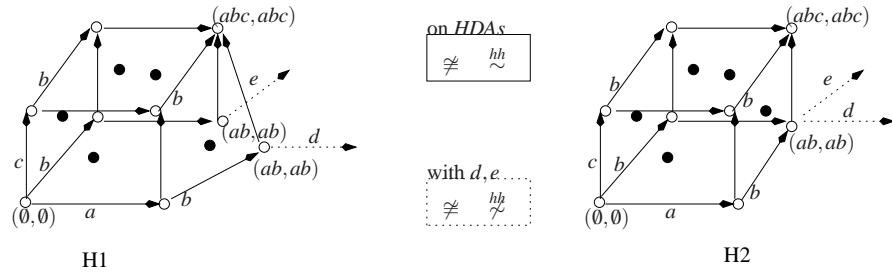 (abc,abc)
on HDAs
≇ hh ∼
(abc,abc)
b
e
b
e
b
(ab,ab)
d
b
d
c
b
(ab,ab)
with d,e
≇ hh ≁
c
b
(ab,ab)
b
b
(∅,∅)
a
(∅,∅)
a
H1
H2